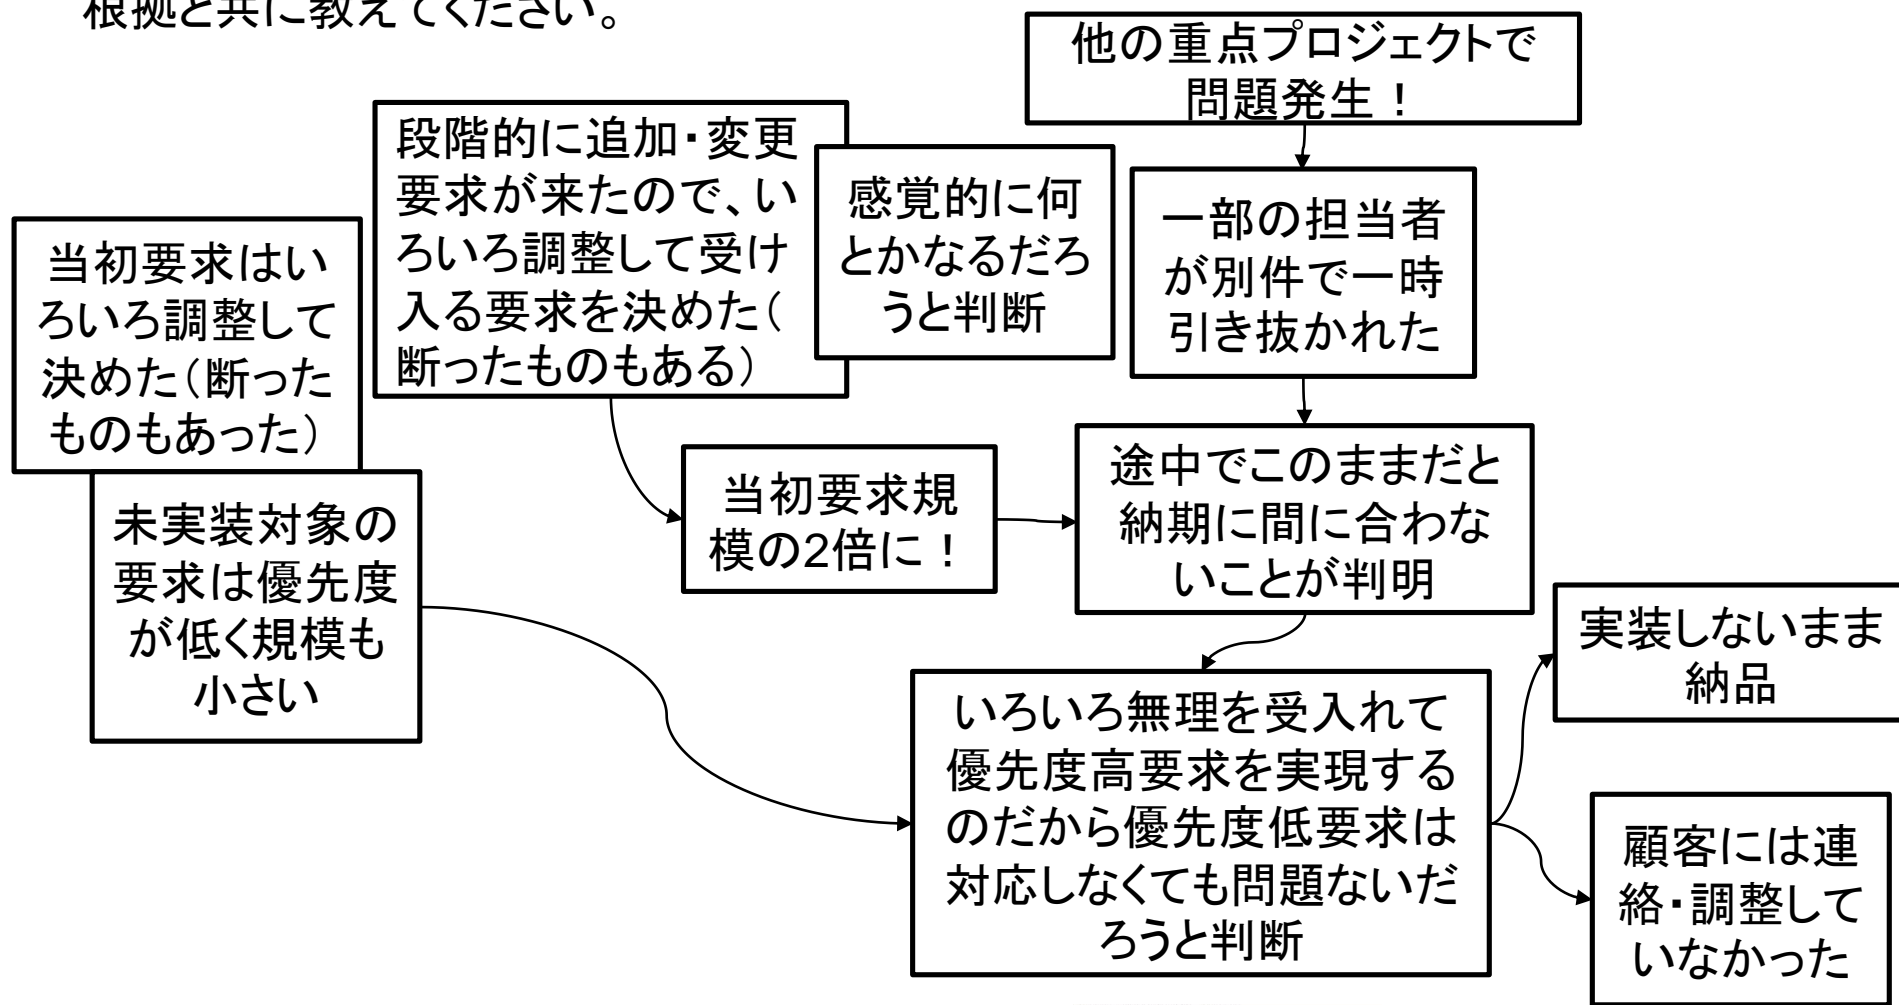 根拠と共に教えてください。
他の重点プロジェクトで
問題発生！
段階的に追加・変更
要求が来たので、い
ろいろ調整して受け
入る要求を決めた（
断ったものもある）
感覚的に何
とかなるだろ
うと判断
一部の担当者
が別件で一時
引き抜かれた
当初要求はい
ろいろ調整して
決めた（断った
ものもあった）
未実装対象の
要求は優先度
が低く規模も
小さい
当初要求規
模の2倍に！
途中でこのままだと
納期に間に合わな
いことが判明
いろいろ無理を受入れて
優先度高要求を実現する
のだから優先度低要求は
対応しなくても問題ないだ
ろうと判断
実装しないまま
納品
顧客には連
絡・調整して
いなかった